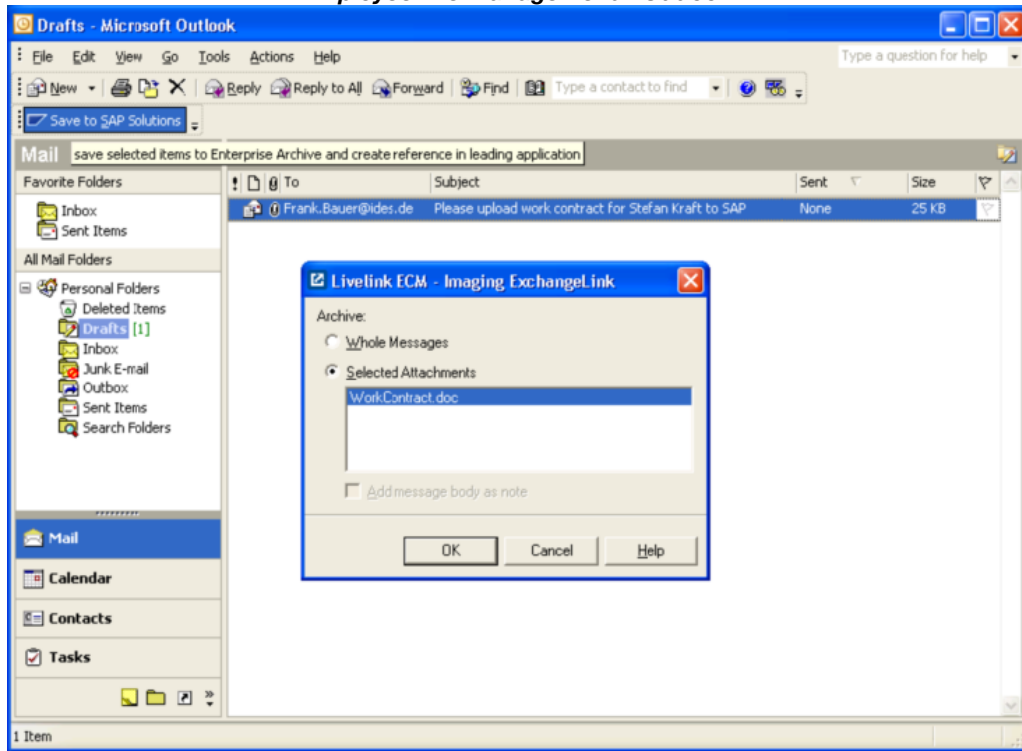 Drafts - Microsoft Outlook
File Edit View Go Tools Actions Help Type a question for help
New Reply Reply to All Forward Find Type a contact to find
Save to SAP Solutions
Mail save selected items to Enterprise Archive and create reference in leading application
Favorite Folders ! To Subject Sent Size
Inbox Frank.Bauer@ides.de Please upload work contract for Stefan Kraft to SAP None 25 KB
Sent Items
All Mail Folders
Personal Folders
Deleted Items
Drafts [1]
Inbox
Junk E-mail
Outbox
Sent Items
Search Folders
Livelink ECM - Imaging ExchangeLink
Archive:
Whole Messages
Selected Attachments
WorkContract.doc
Add message body as note
OK Cancel Help
Mail
Calendar
Contacts
Tasks
1 Item